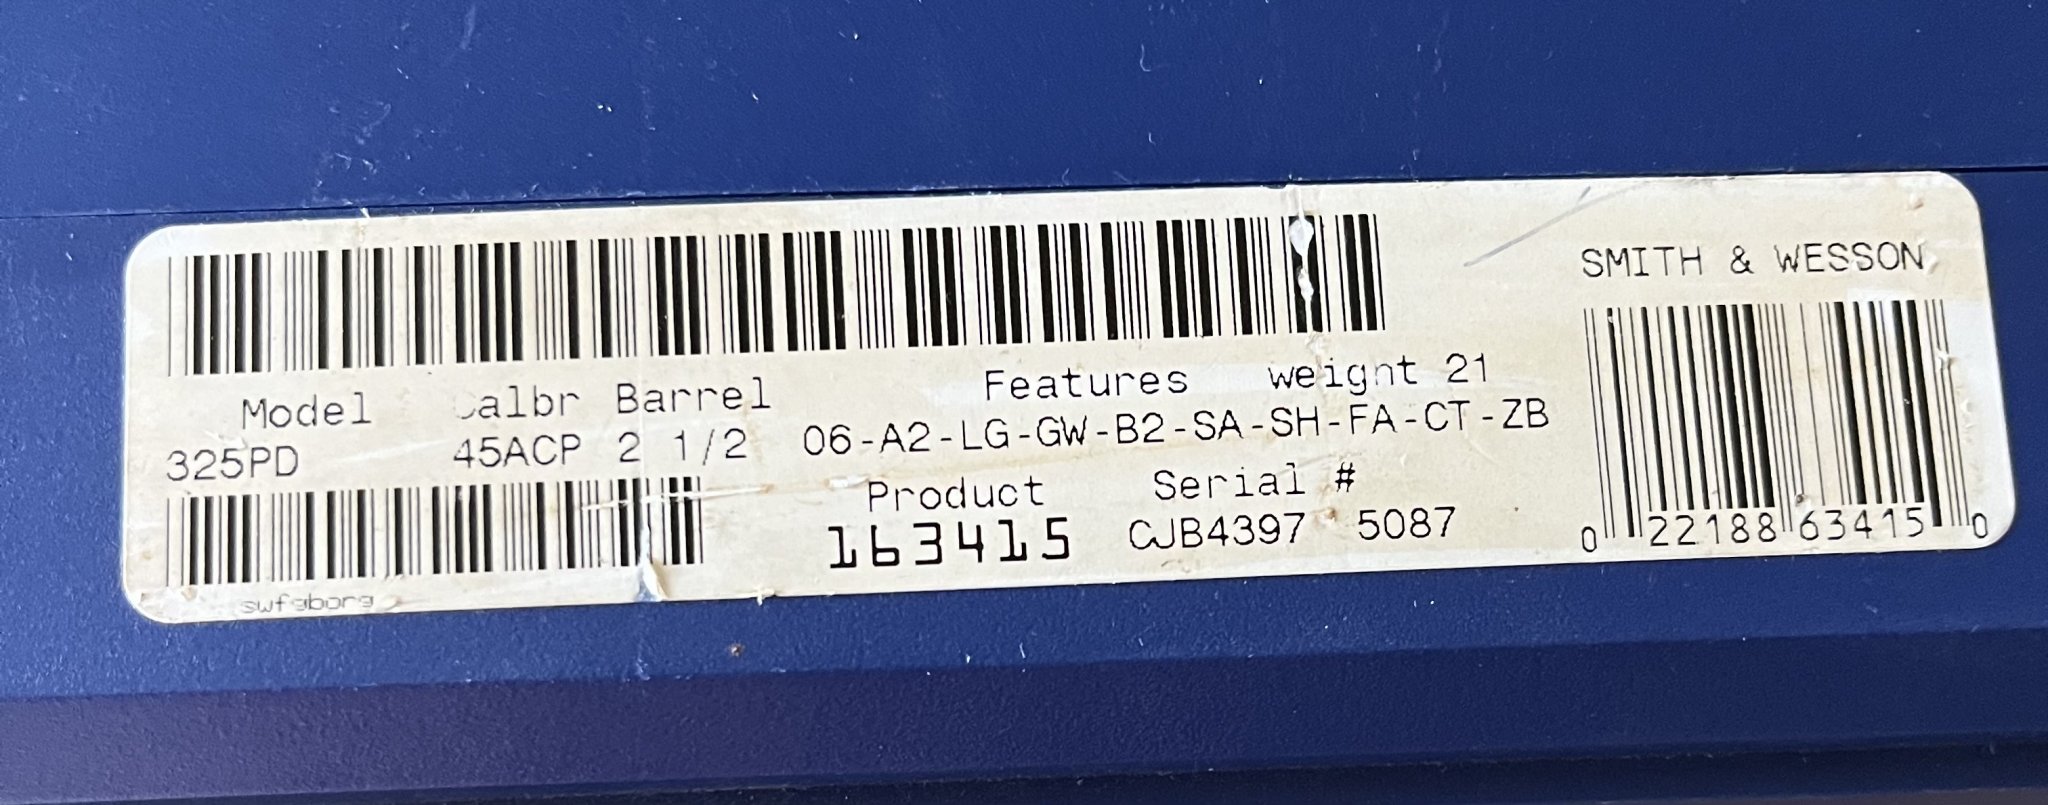 SMITH & WESSON
Model Calbr Barrel Features weight 21
325PD 45ACP 2 1/2 06-A2-LG-GW-B2-SA-SH-FA-CT-ZB
Product Serial #
163415 CJB4397 5087
0 22188 63415 0
swfgborg